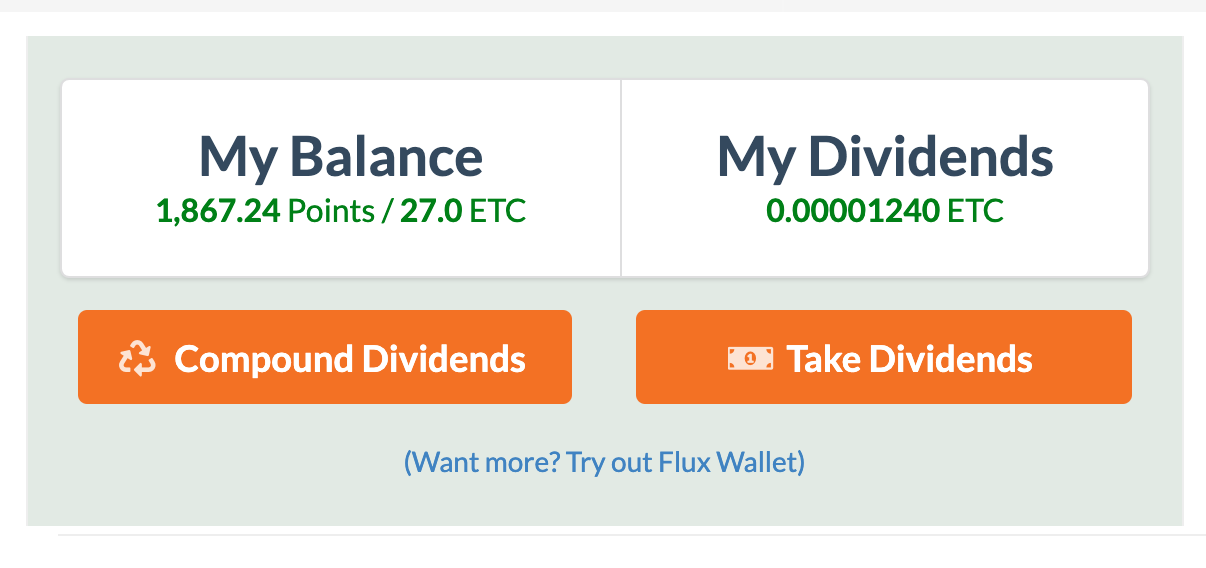 My Balance
1,867.24 Points / 27.0 ETC
My Dividends
0.00001240 ETC
Compound Dividends
1 Take Dividends
(Want more? Try out Flux Wallet)